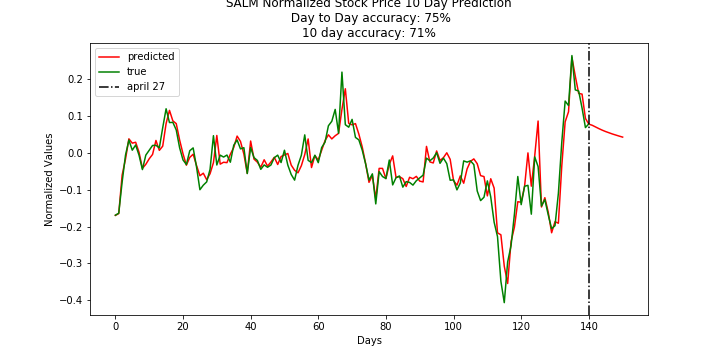 SALM Normalized Stock Price 10 Day Prediction
Day to Day accuracy: 75%
10 day accuracy: 71%
predicted
true
april 27
Normalized Values
0.2
0.1
0.0
−0.1
−0.2
−0.3
−0.4
0 20 40 60 80 100 120 140
Days